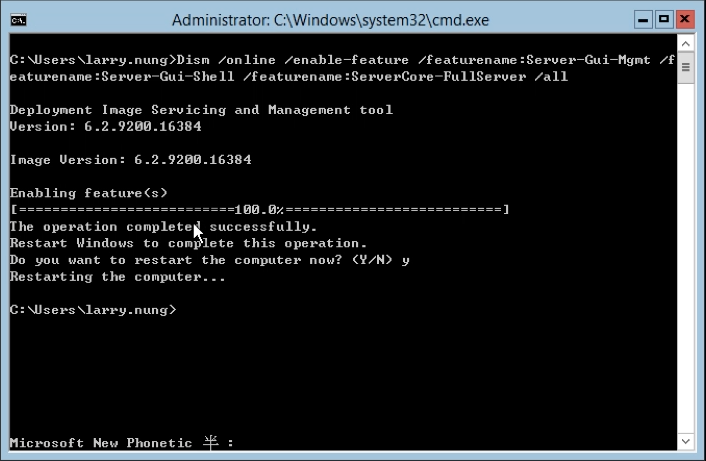 Administrator: C:\Windows\system32\cmd.exe
C:\Users\larry.nung>Dism /online /enable-feature /featurename:Server-Gui-Mgmt /f
eaturename:Server-Gui-Shell /featurename:ServerCore-FullServer /all
Deployment Image Servicing and Management tool
Version: 6.2.9200.16384
Image Version: 6.2.9200.16384
Enabling feature(s)
[==========================100.0%==========================]
The operation completed successfully.
Restart Windows to complete this operation.
Do you want to restart the computer now? (Y/N) y
Restarting the computer...
C:\Users\larry.nung>
Microsoft New Phonetic 半 :